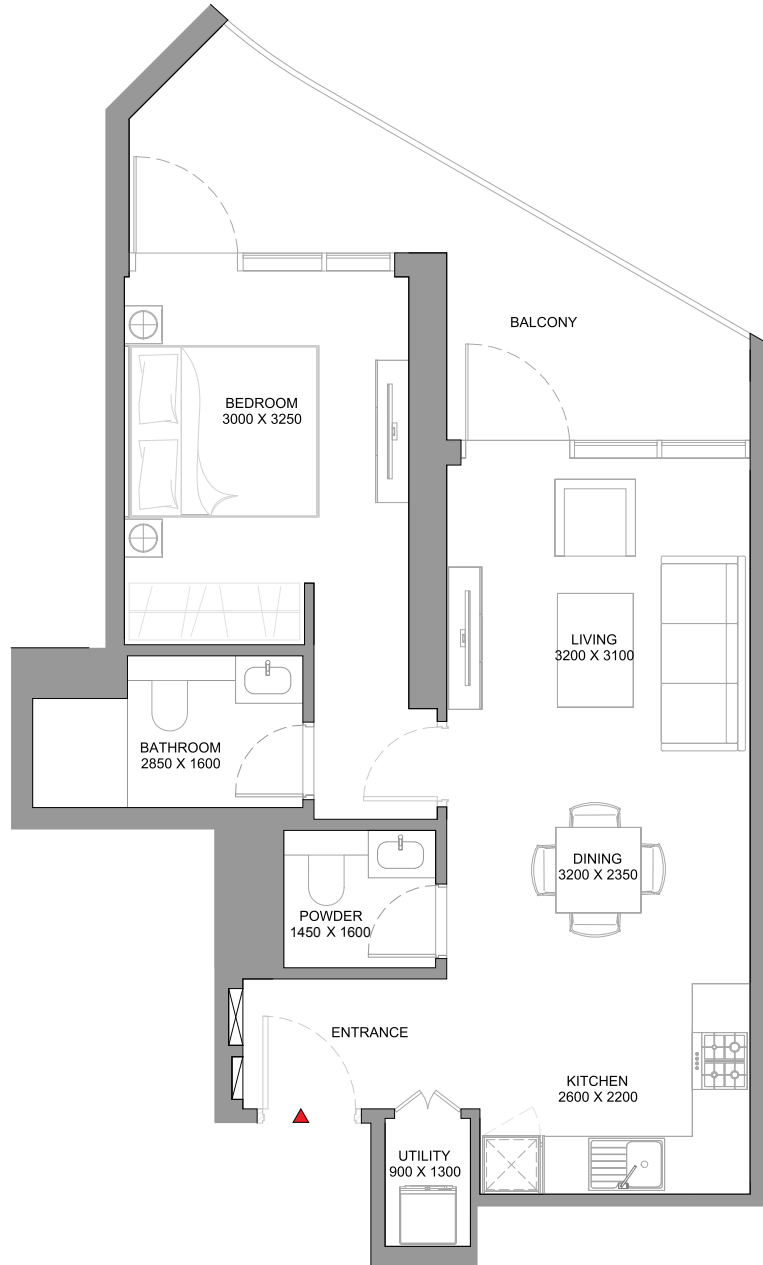 BALCONY
BEDROOM
3000 X 3250
LIVING
3200 X 3100
BATHROOM
2850 X 1600
DINING
3200 X 2350
POWDER
1450 X 1600
ENTRANCE
KITCHEN
2600 X 2200
UTILITY
900 X 1300